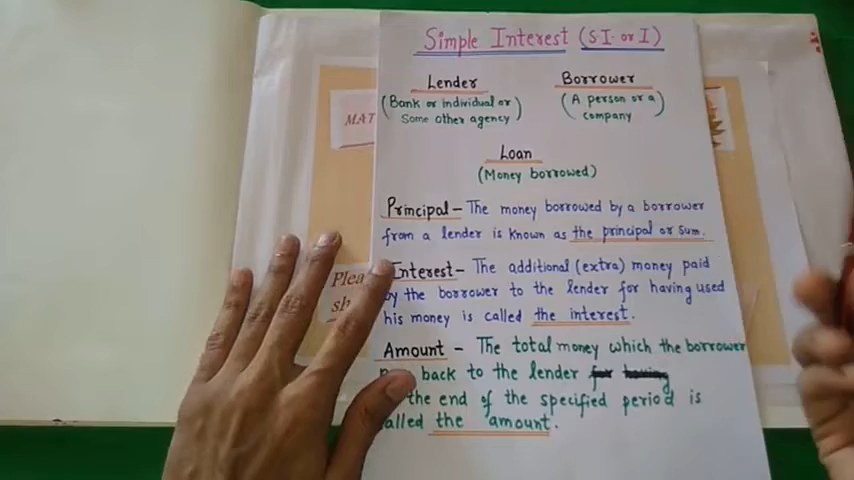 Simple Interest (S I. or I)
Lender
Borrower
(Bank or individual or
some other agency)
(A person or a
company)
MAT
Loan
(Money borrowed)
Principal - The money borrowed by a borrower
from a lender is known as the principal or sum.
Plea
Interest - The additional (extra) money paid
sh
by the borrower to the lender for having used
his money is called the interest.
Amount - The total money which the borrower
back to the lender
the end of the specified period is
alled the amount.